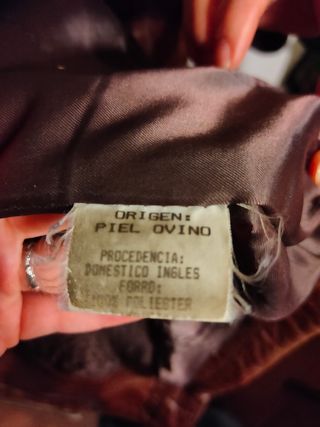 ORIGEN:
PIEL OVINO
PROCEDENCIA:
DOMESTICO INGLES
FORRO:
100% POLIESTER